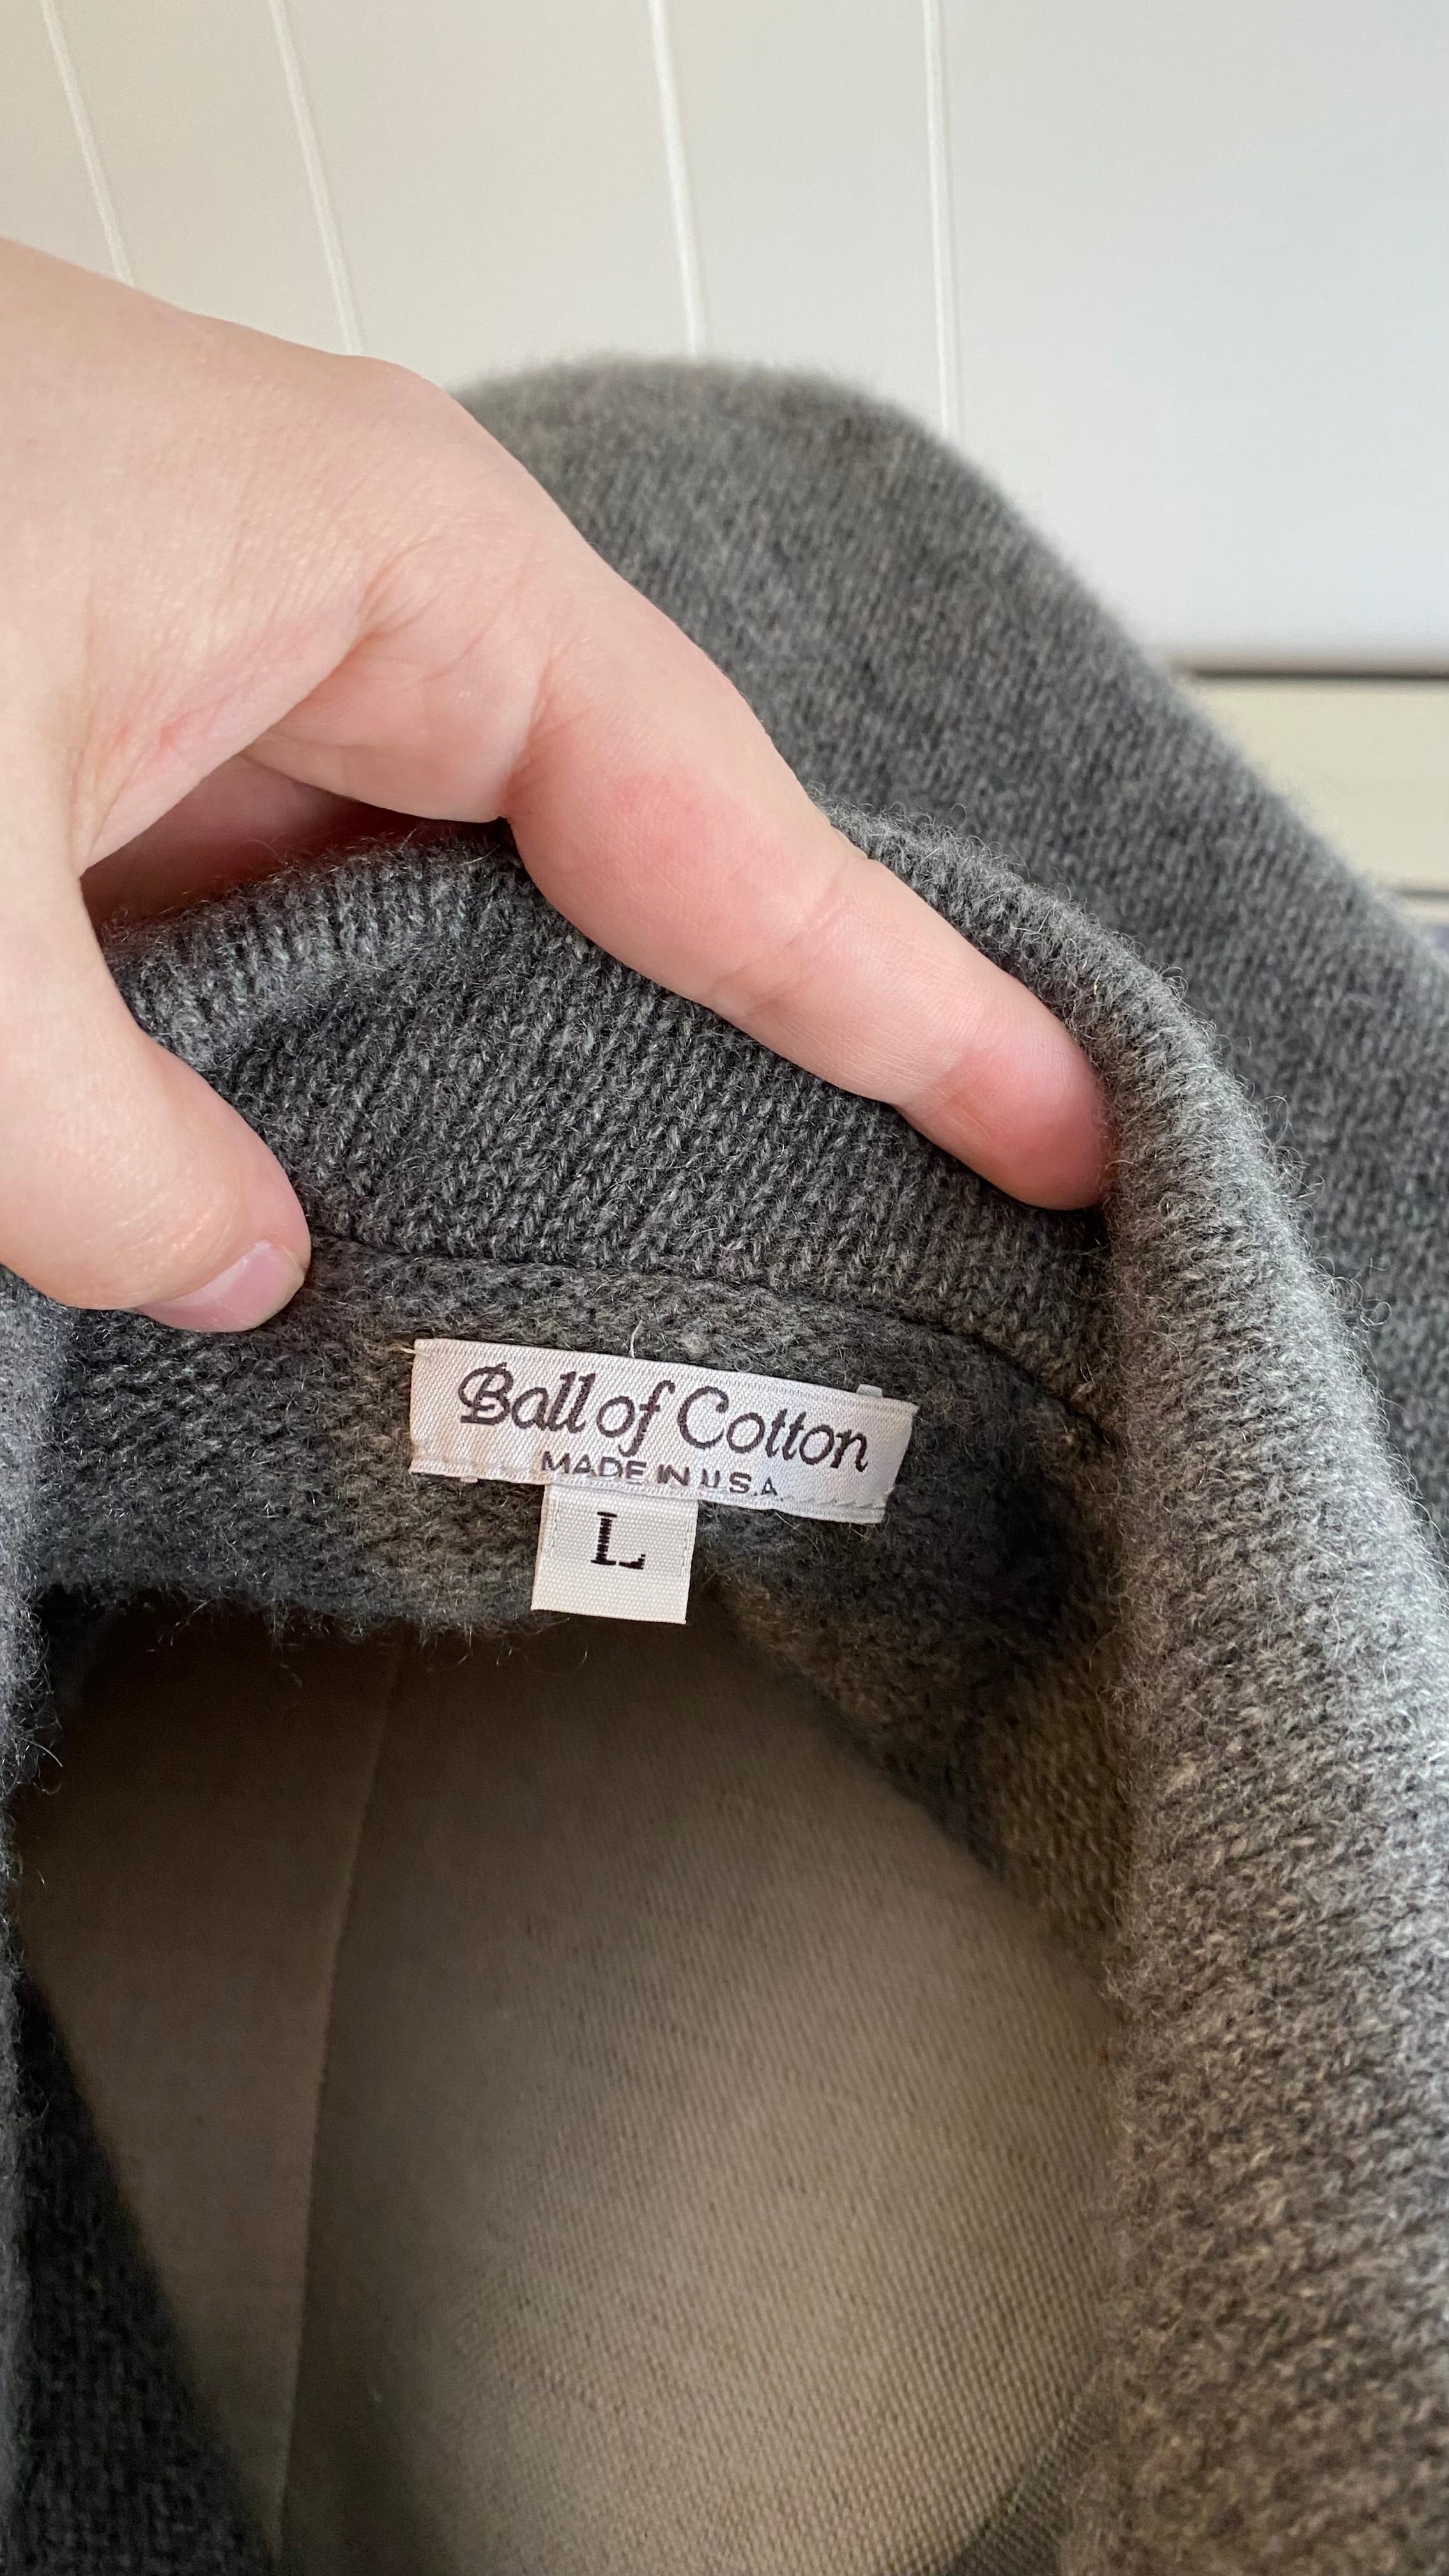 Ball of Cotton
MADE IN U.S.A.
L